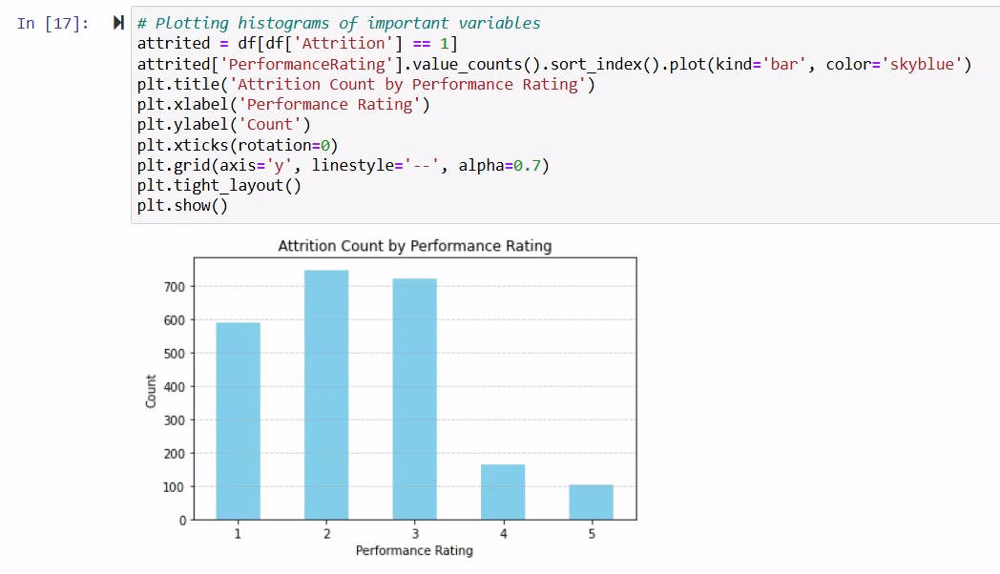 In [17]:
# Plotting histograms of important variables
attrited = df[df['Attrition'] == 1]
attrited['PerformanceRating'].value_counts().sort_index().plot(kind='bar', color='skyblue')
plt.title('Attrition Count by Performance Rating')
plt.xlabel('Performance Rating')
plt.ylabel('Count')
plt.xticks(rotation=0)
plt.grid(axis='y', linestyle='--', alpha=0.7)
plt.tight_layout()
plt.show()
Attrition Count by Performance Rating
700
600
500
400
300
200
100
0
Count
1 2 3 4 5
Performance Rating